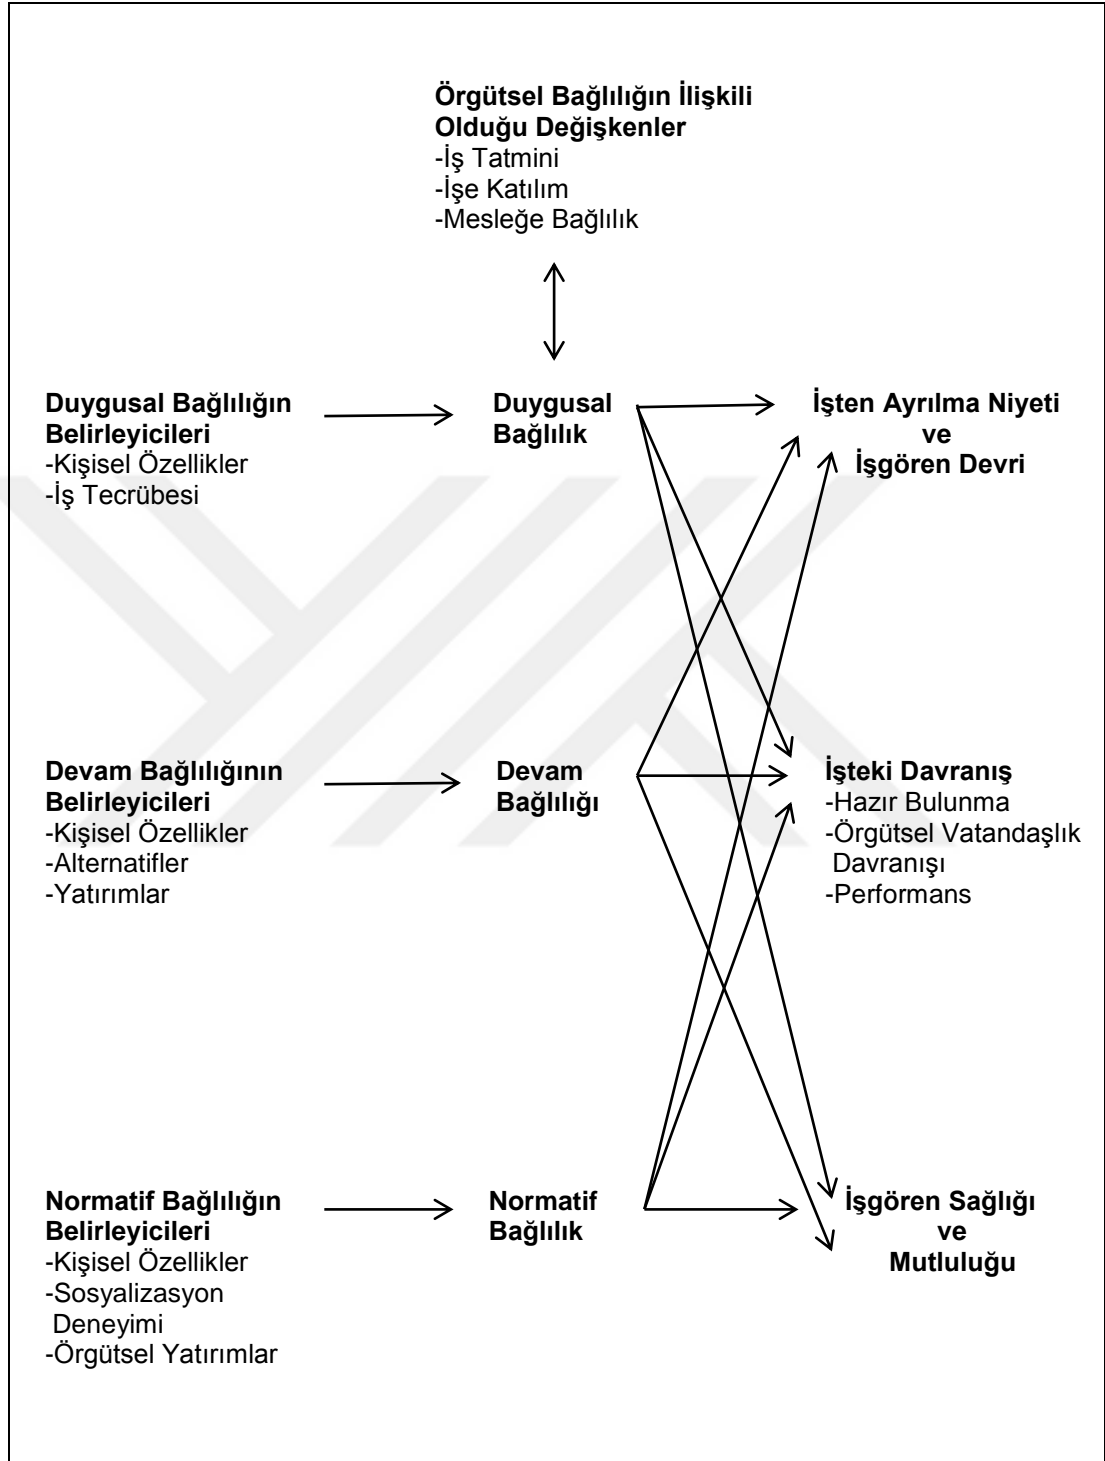 Örgütsel Bağlılığın İlişkili
Olduğu Değişkenler
-İş Tatmini
-İşe Katılım
-Mesleğe Bağlılık
Duygusal Bağlılığın
Belirleyicileri
-Kişisel Özellikler
-İş Tecrübesi
Duygusal
Bağlılık
İşten Ayrılma Niyeti
ve
İşgören Devri
Devam Bağlılığının
Belirleyicileri
-Kişisel Özellikler
-Alternatifler
-Yatırımlar
Devam
Bağlılığı
İşteki Davranış
-Hazır Bulunma
-Örgütsel Vatandaşlık
Davranışı
-Performans
Normatif Bağlılığın
Belirleyicileri
-Kişisel Özellikler
-Sosyalizasyon
Deneyimi
-Örgütsel Yatırımlar
Normatif
Bağlılık
İşgören Sağlığı
ve
Mutluluğu